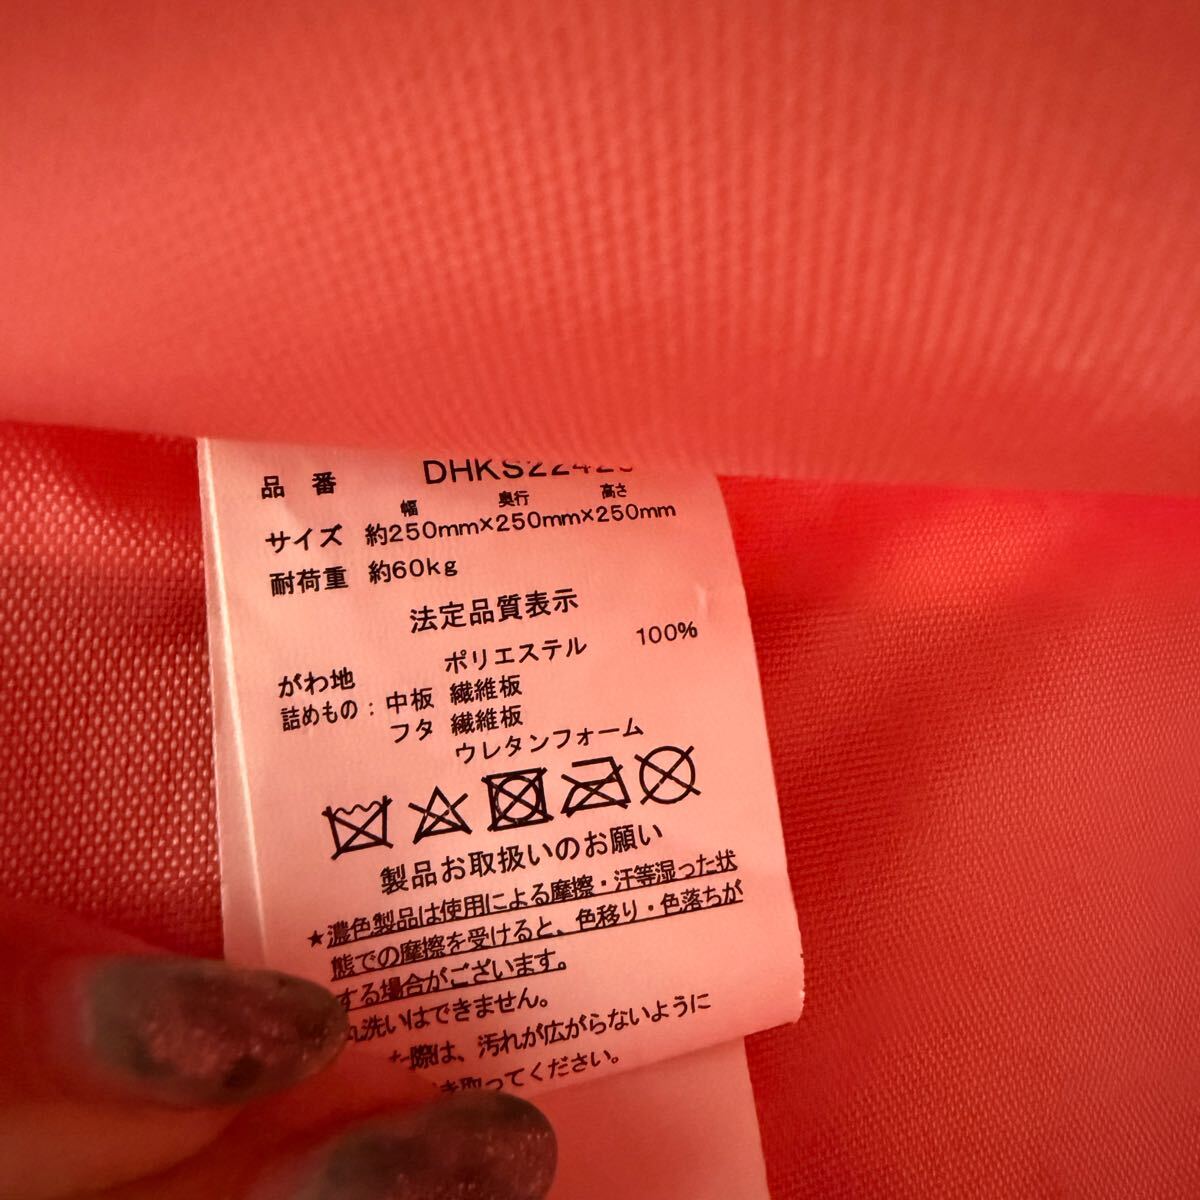 品 番 DHKS22420
幅 奥行 高さ
サイズ 約250mm×250mm×250mm
耐荷重 約60kg
法定品質表示
がわ地 ポリエステル 100%
詰めもの:中板 繊維板
フタ 繊維板
ウレタンフォーム
製品お取扱いのお願い
★濃色製品は使用による摩擦・汗等湿った状
態での摩擦を受けると、色移り・色落ちが
する場合がございます。
丸洗いはできません。
た際は、汚れが広がらないように
き取ってください。